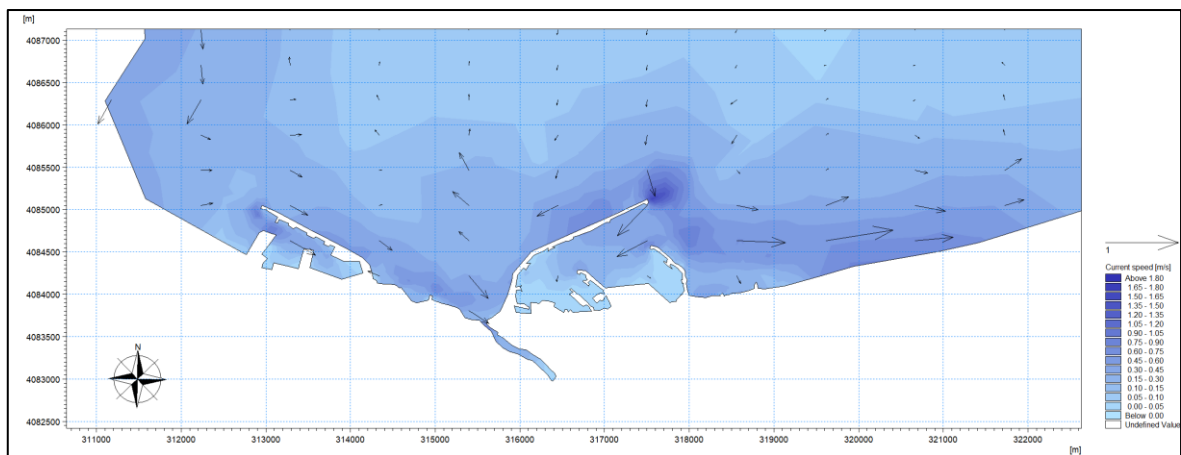 [m]
4087000
4086500
4086000
4085500
4085000
4084500
4084000
4083500
4083000
4082500
N
311000 312000 313000 314000 315000 316000 317000 318000 319000 320000 321000 322000
[m]
1
Current speed [m/s]
Above 1.80
1.65 - 1.80
1.50 - 1.65
1.35 - 1.50
1.20 - 1.35
1.05 - 1.20
0.90 - 1.05
0.75 - 0.90
0.60 - 0.75
0.45 - 0.60
0.30 - 0.45
0.15 - 0.30
0.10 - 0.15
0.05 - 0.10
0.00 - 0.05
Below 0.00
Undefined Value